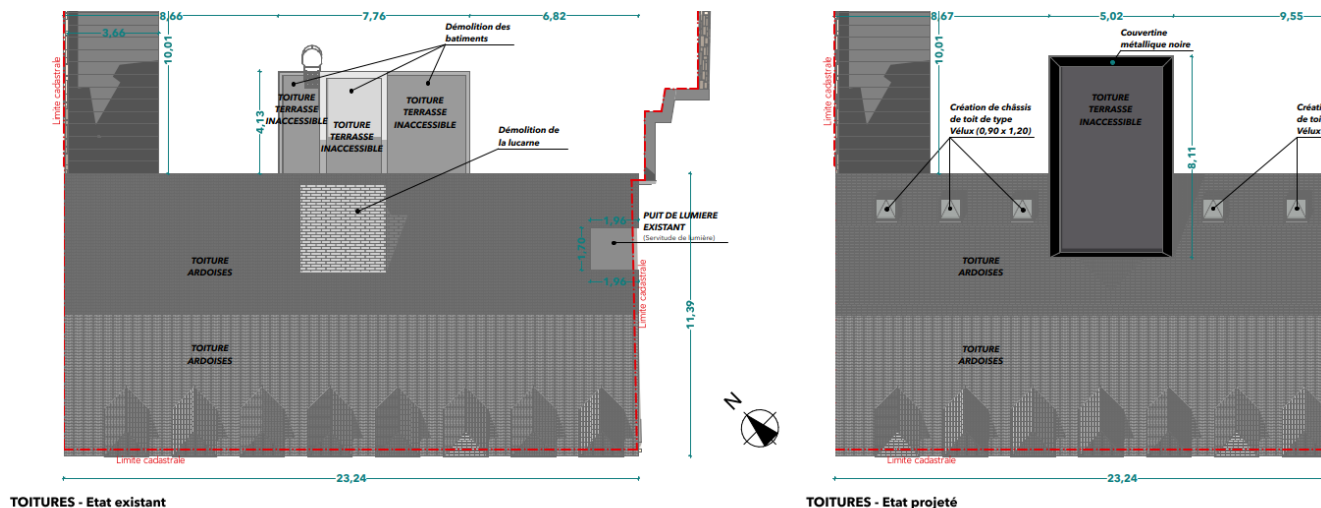 8,66
7,76
6,82
3,66
10,01
Limite cadastrale
Démolition des
batiments
TOITURE
TERRASSE
INACCESSIBLE
TOITURE
TERRASSE
INACCESSIBLE
TOITURE
TERRASSE
INACCESSIBLE
4,13
Démolition de
la lucarne
1,96
PUIT DE LUMIERE
EXISTANT
(Servitude de lumière)
1,70
1,96
Limite cadastrale
11,39
TOITURE
ARDOISES
TOITURE
ARDOISES
N
Limite cadastrale
23,24
TOITURES - Etat existant
8,67
5,02
9,55
10,01
Limite cadastrale
Couvertine
métallique noire
Création de châssis
de toit de type
Vélux (0,90 x 1,20)
TOITURE
TERRASSE
INACCESSIBLE
8,11
Créati
de toi
Vélux
TOITURE
ARDOISES
TOITURE
ARDOISES
Limite cadastrale
23,24
TOITURES - Etat projeté